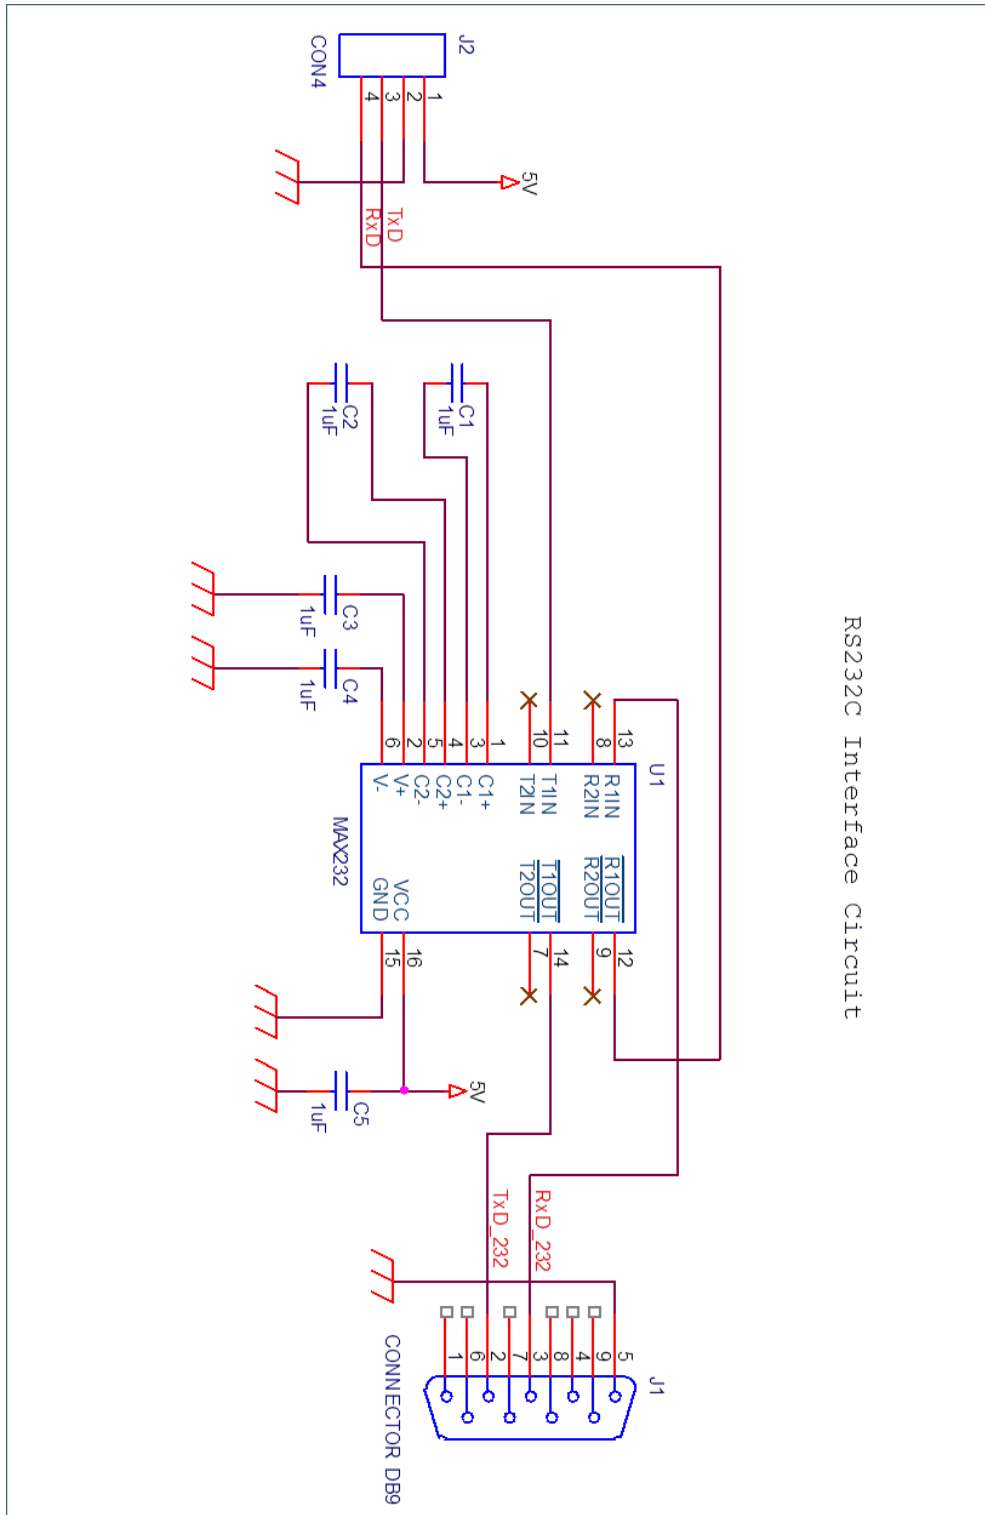 RS232C Interface Circuit
J2
CON4
1
2
3
4
5V
TxD
RxD
C1
1uF
C2
1uF
C3
1uF
C4
1uF
U1
MAX232
13
8
11
10
1
3
4
5
2
6
R1IN
R2IN
T1IN
T2IN
C1+
C1-
C2+
C2-
V+
V-
R1OUT
R2OUT
T1OUT
T2OUT
VCC
GND
12
9
14
7
16
15
5V
C5
1uF
RxD_232
TxD_232
5
9
4
8
3
7
2
6
1
J1
CONNECTOR DB9